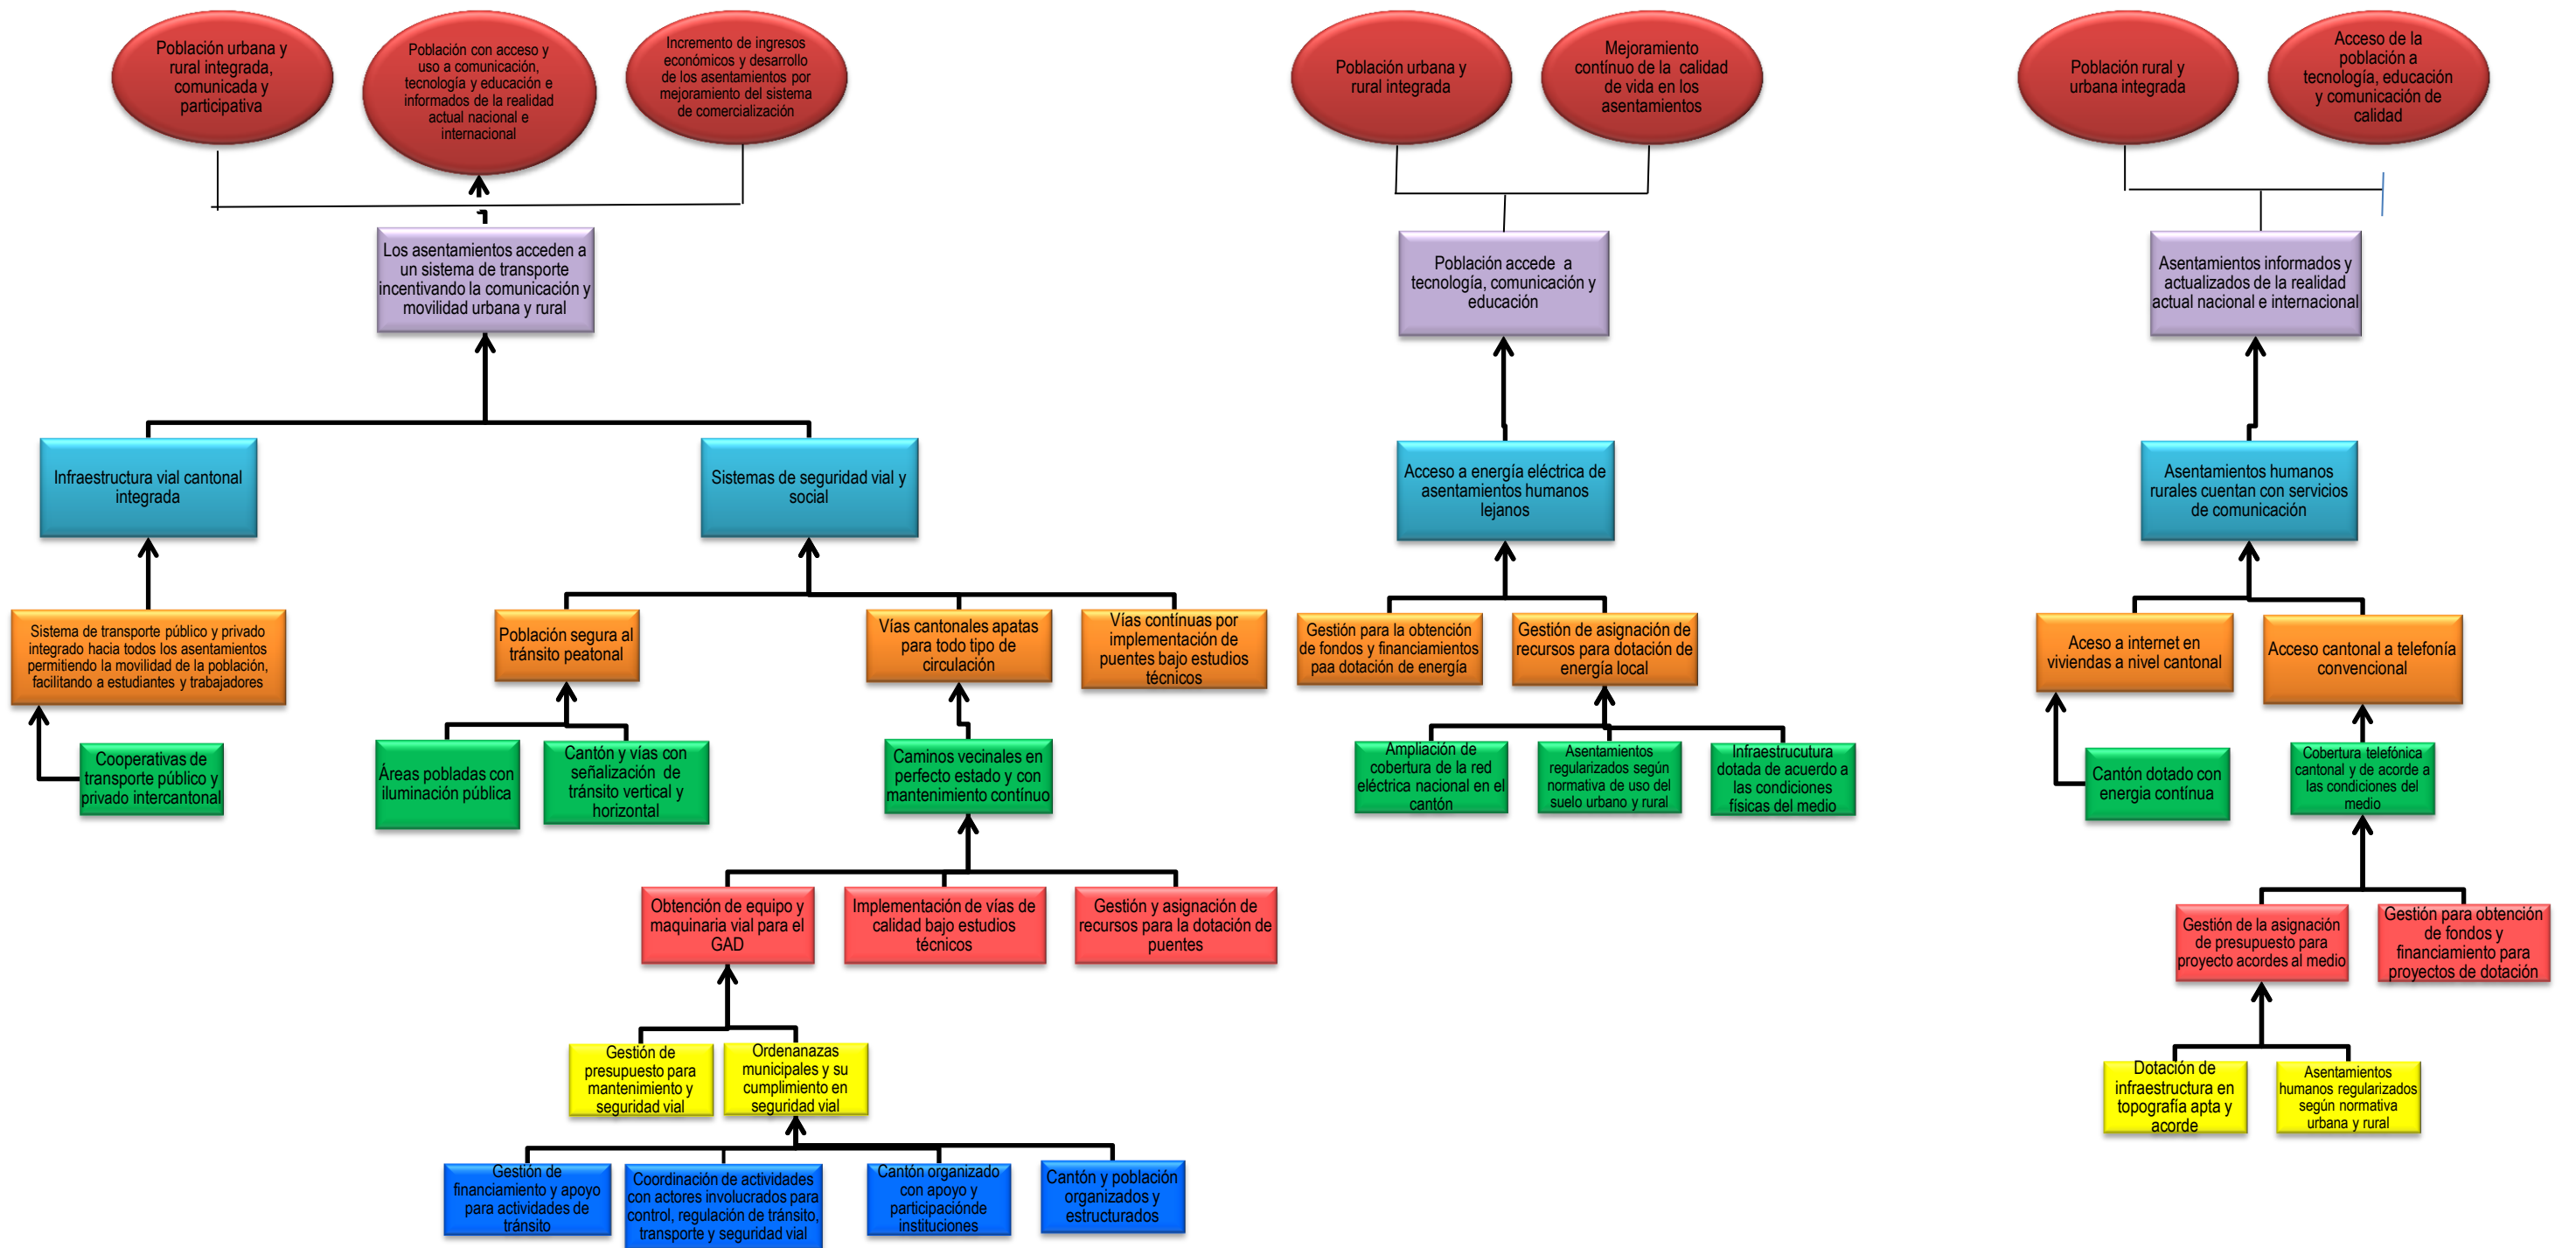 Población urbana y
rural integrada,
comunicada y
participativa
Población con acceso y
uso a comunicación,
tecnología y educación e
informados de la realidad
actual nacional e
internacional
Incremento de ingresos
económicos y desarrollo
de los asentamientos por
mejoramiento del sistema
de comercialización
Población urbana y
rural integrada
Mejoramiento
contínuo de la calidad
de vida en los
asentamientos
Población rural y
urbana integrada
Acceso de la
población a
tecnología, educación
y comunicación de
calidad
Los asentamientos acceden a
un sistema de transporte
incentivando la comunicación y
movilidad urbana y rural
Población accede a
tecnología, comunicación y
educación
Asentamientos informados y
actualizados de la realidad
actual nacional e internacional
Infraestructura vial cantonal
integrada
Sistemas de seguridad vial y
social
Acceso a energía eléctrica de
asentamientos humanos
lejanos
Asentamientos humanos
rurales cuentan con servicios
de comunicación
Sistema de transporte público y privado
integrado hacia todos los asentamientos
permitiendo la movilidad de la población,
facilitando a estudiantes y trabajadores
Población segura al
tránsito peatonal
Vías cantonales apatas
para todo tipo de
circulación
Vías contínuas por
implementación de
puentes bajo estudios
técnicos
Gestión para la obtención
de fondos y financiamientos
paa dotación de energía
Gestión de asignación de
recursos para dotación de
energía local
Aceso a internet en
viviendas a nivel cantonal
Acceso cantonal a telefonía
convencional
Cooperativas de
transporte público y
privado intercantonal
Áreas pobladas con
iluminación pública
Cantón y vías con
señalización de
tránsito vertical y
horizontal
Caminos vecinales en
perfecto estado y con
mantenimiento contínuo
Ampliación de
cobertura de la red
eléctrica nacional en el
cantón
Asentamientos
regularizados según
normativa de uso del
suelo urbano y rural
Infraestrucutura
dotada de acuerdo a
las condiciones
físicas del medio
Cantón dotado con
energia contínua
Cobertura telefónica
cantonal y de acorde a
las condiciones del
medio
Obtención de equipo y
maquinaria vial para el
GAD
Implementación de vías de
calidad bajo estudios
técnicos
Gestión y asignación de
recursos para la dotación de
puentes
Gestión de la asignación
de presupuesto para
proyecto acordes al medio
Gestión para obtención
de fondos y
financiamiento para
proyectos de dotación
Gestión de
presupuesto para
mantenimiento y
seguridad vial
Ordenanazas
municipales y su
cumplimiento en
seguridad vial
Dotación de
infraestructura en
topografía apta y
acorde
Asentamientos
humanos regularizados
según normativa
urbana y rural
Gestión de
financiamiento y apoyo
para actividades de
tránsito
Coordinación de actividades
con actores involucrados para
control, regulación de tránsito,
transporte y seguridad vial
Cantón organizado
con apoyo y
participaciónde
instituciones
Cantón y población
organizados y
estructurados